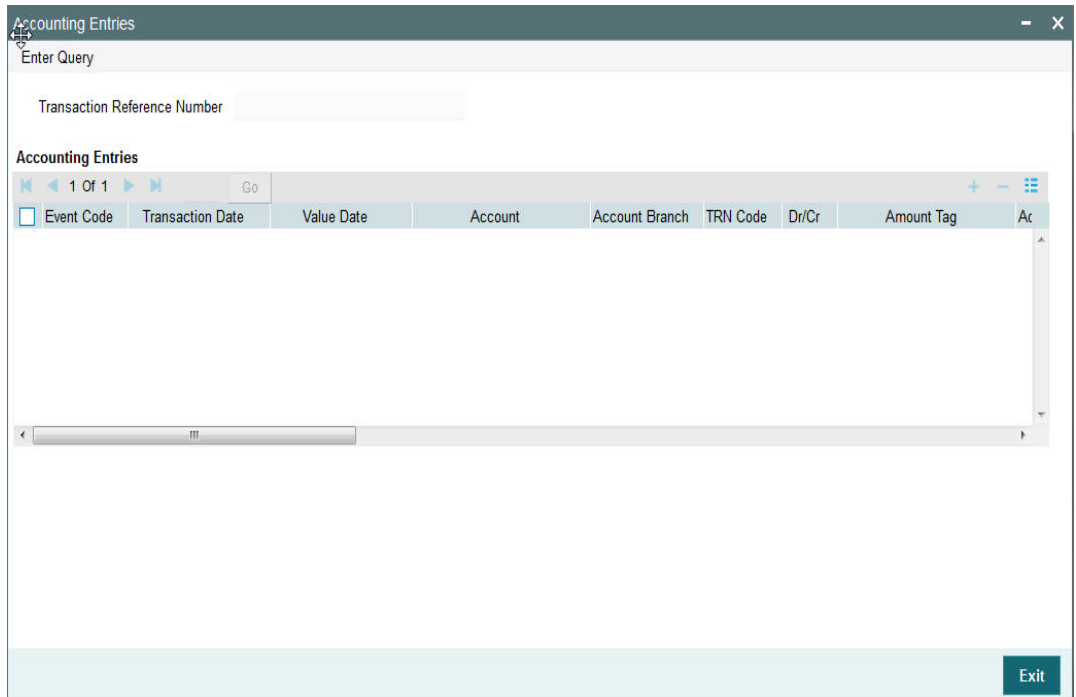 Accounting Entries
Enter Query
Transaction Reference Number
Accounting Entries
1 Of 1 Go
Event Code Transaction Date Value Date Account Account Branch TRN Code Dr/Cr Amount Tag Ac
Exit